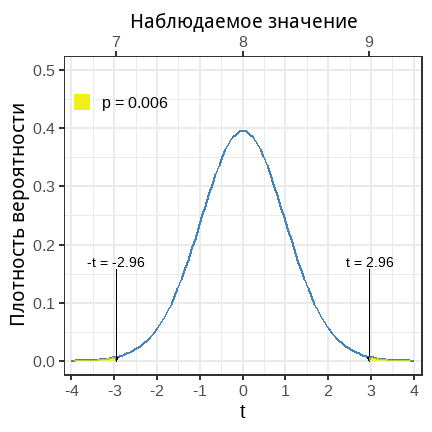 Наблюдаемое значение
7 8 9
Плотность вероятности
0.5
0.4
0.3
0.2
0.1
0.0
p = 0.006
-t = -2.96
t = 2.96
-4 -3 -2 -1 0 1 2 3 4
t